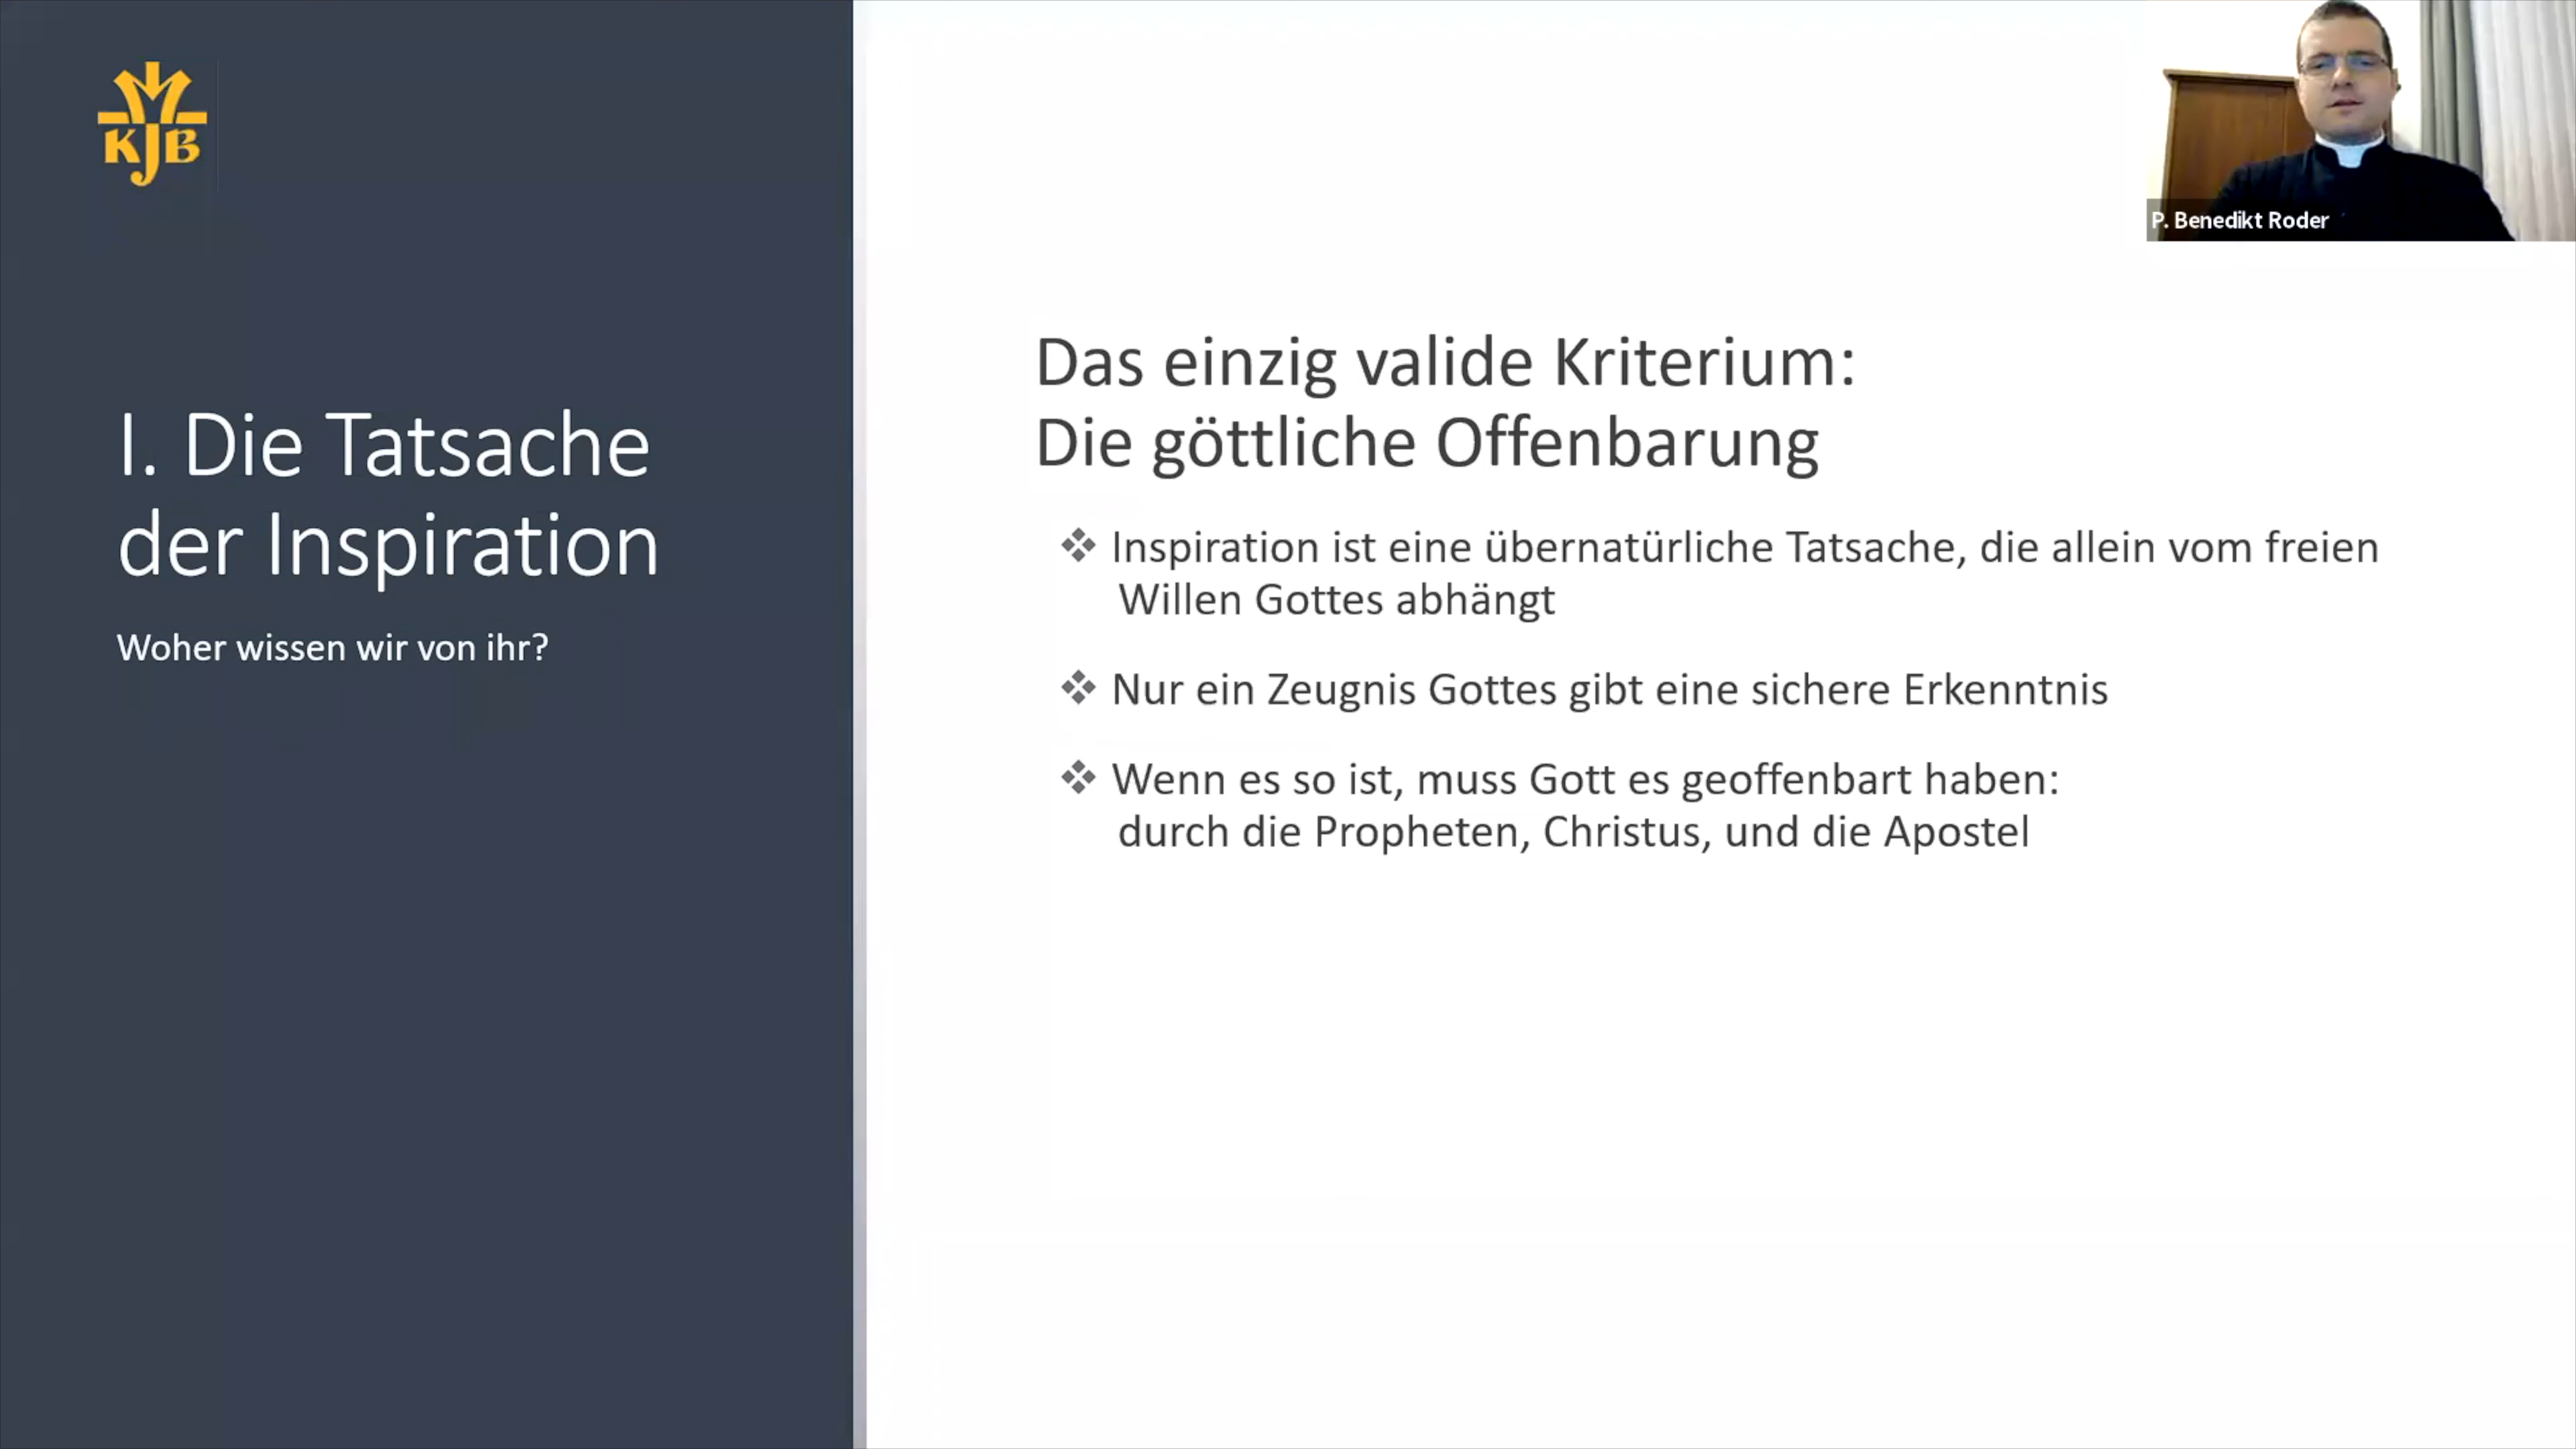 KJB
I. Die Tatsache
der Inspiration
Woher wissen wir von ihr?
Das einzig valide Kriterium:
Die göttliche Offenbarung
Inspiration ist eine übernatürliche Tatsache, die allein vom freien
Willen Gottes abhängt
Nur ein Zeugnis Gottes gibt eine sichere Erkenntnis
Wenn es so ist, muss Gott es geoffenbart haben:
durch die Propheten, Christus, und die Apostel
P. Benedikt Roder